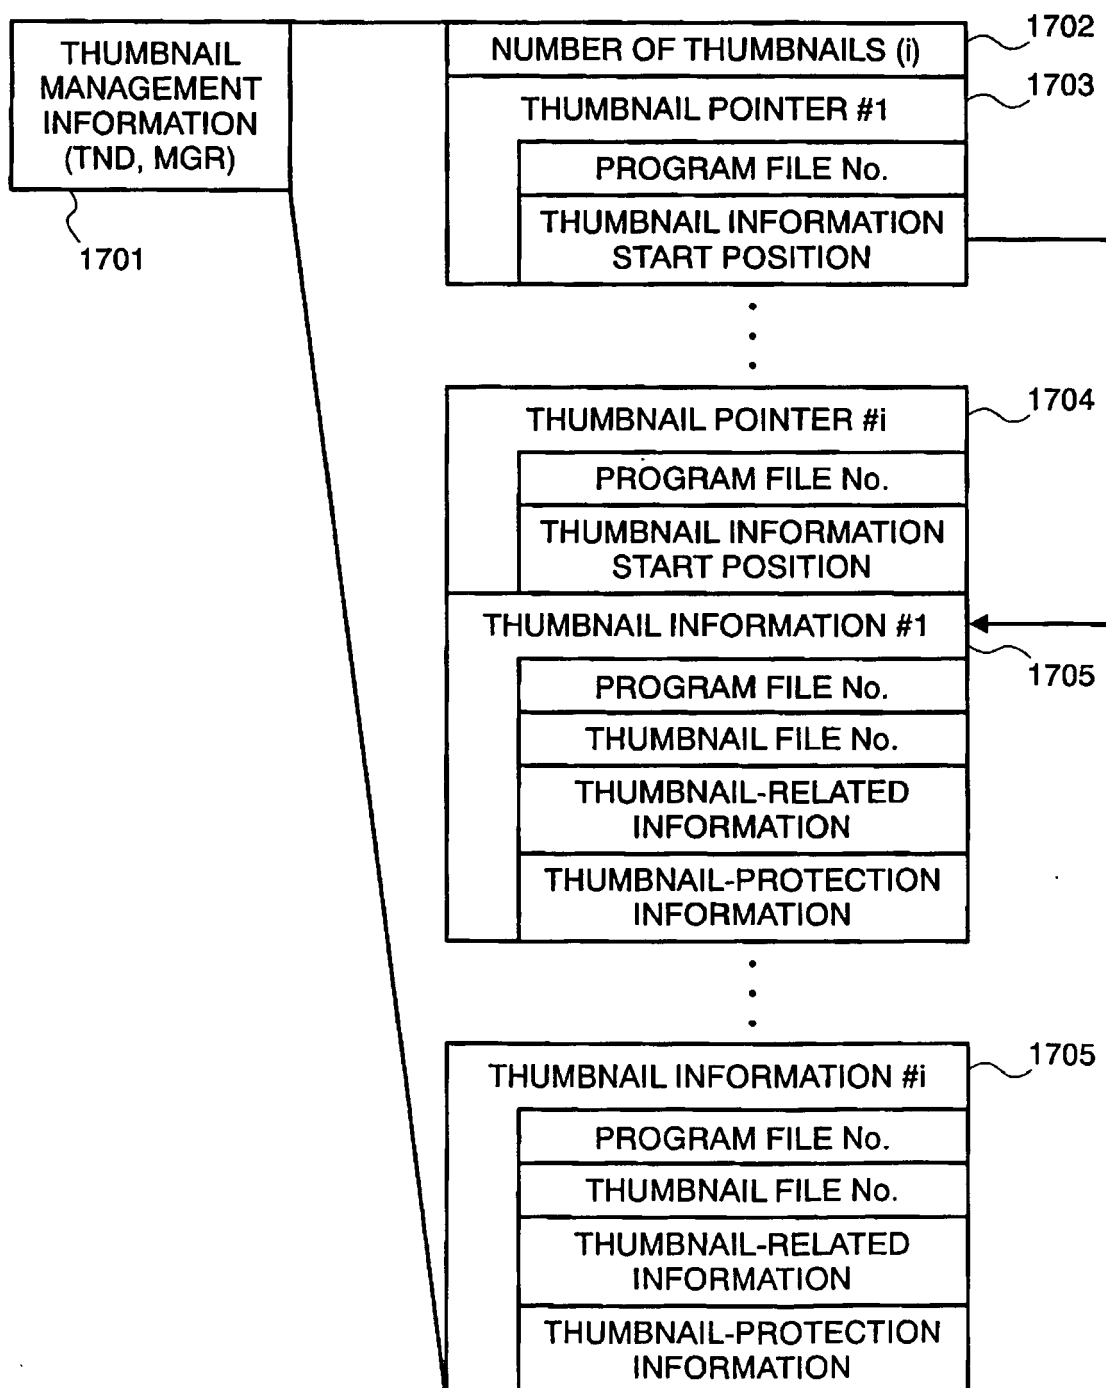 THUMBNAIL
MANAGEMENT
INFORMATION
(TND, MGR)
1701
NUMBER OF THUMBNAILS (i)
1702
THUMBNAIL POINTER #1
1703
PROGRAM FILE No.
THUMBNAIL INFORMATION
START POSITION
THUMBNAIL POINTER #i
1704
PROGRAM FILE No.
THUMBNAIL INFORMATION
START POSITION
THUMBNAIL INFORMATION #1
1705
PROGRAM FILE No.
THUMBNAIL FILE No.
THUMBNAIL-RELATED
INFORMATION
THUMBNAIL-PROTECTION
INFORMATION
THUMBNAIL INFORMATION #i
1705
PROGRAM FILE No.
THUMBNAIL FILE No.
THUMBNAIL-RELATED
INFORMATION
THUMBNAIL-PROTECTION
INFORMATION